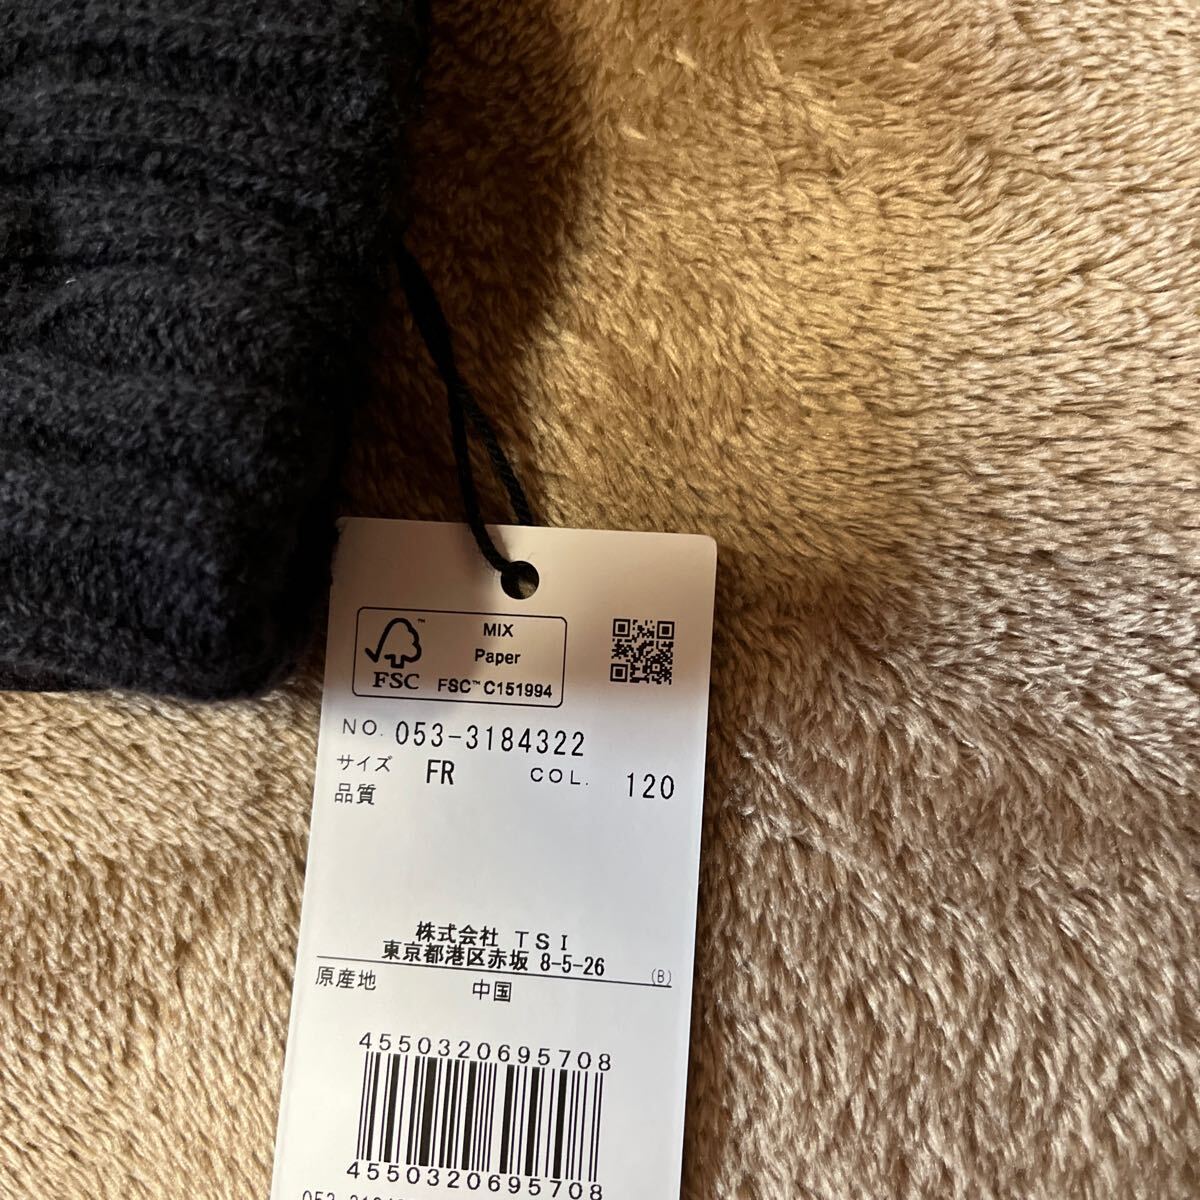 MIX
Paper
FSC™ C151994
FSC
NO. 053-3184322
サイズ FR COL. 120
品質
株式会社 TSI
東京都港区赤坂 8-5-26 (B)
原産地 中国
4550320695708
4550320695708